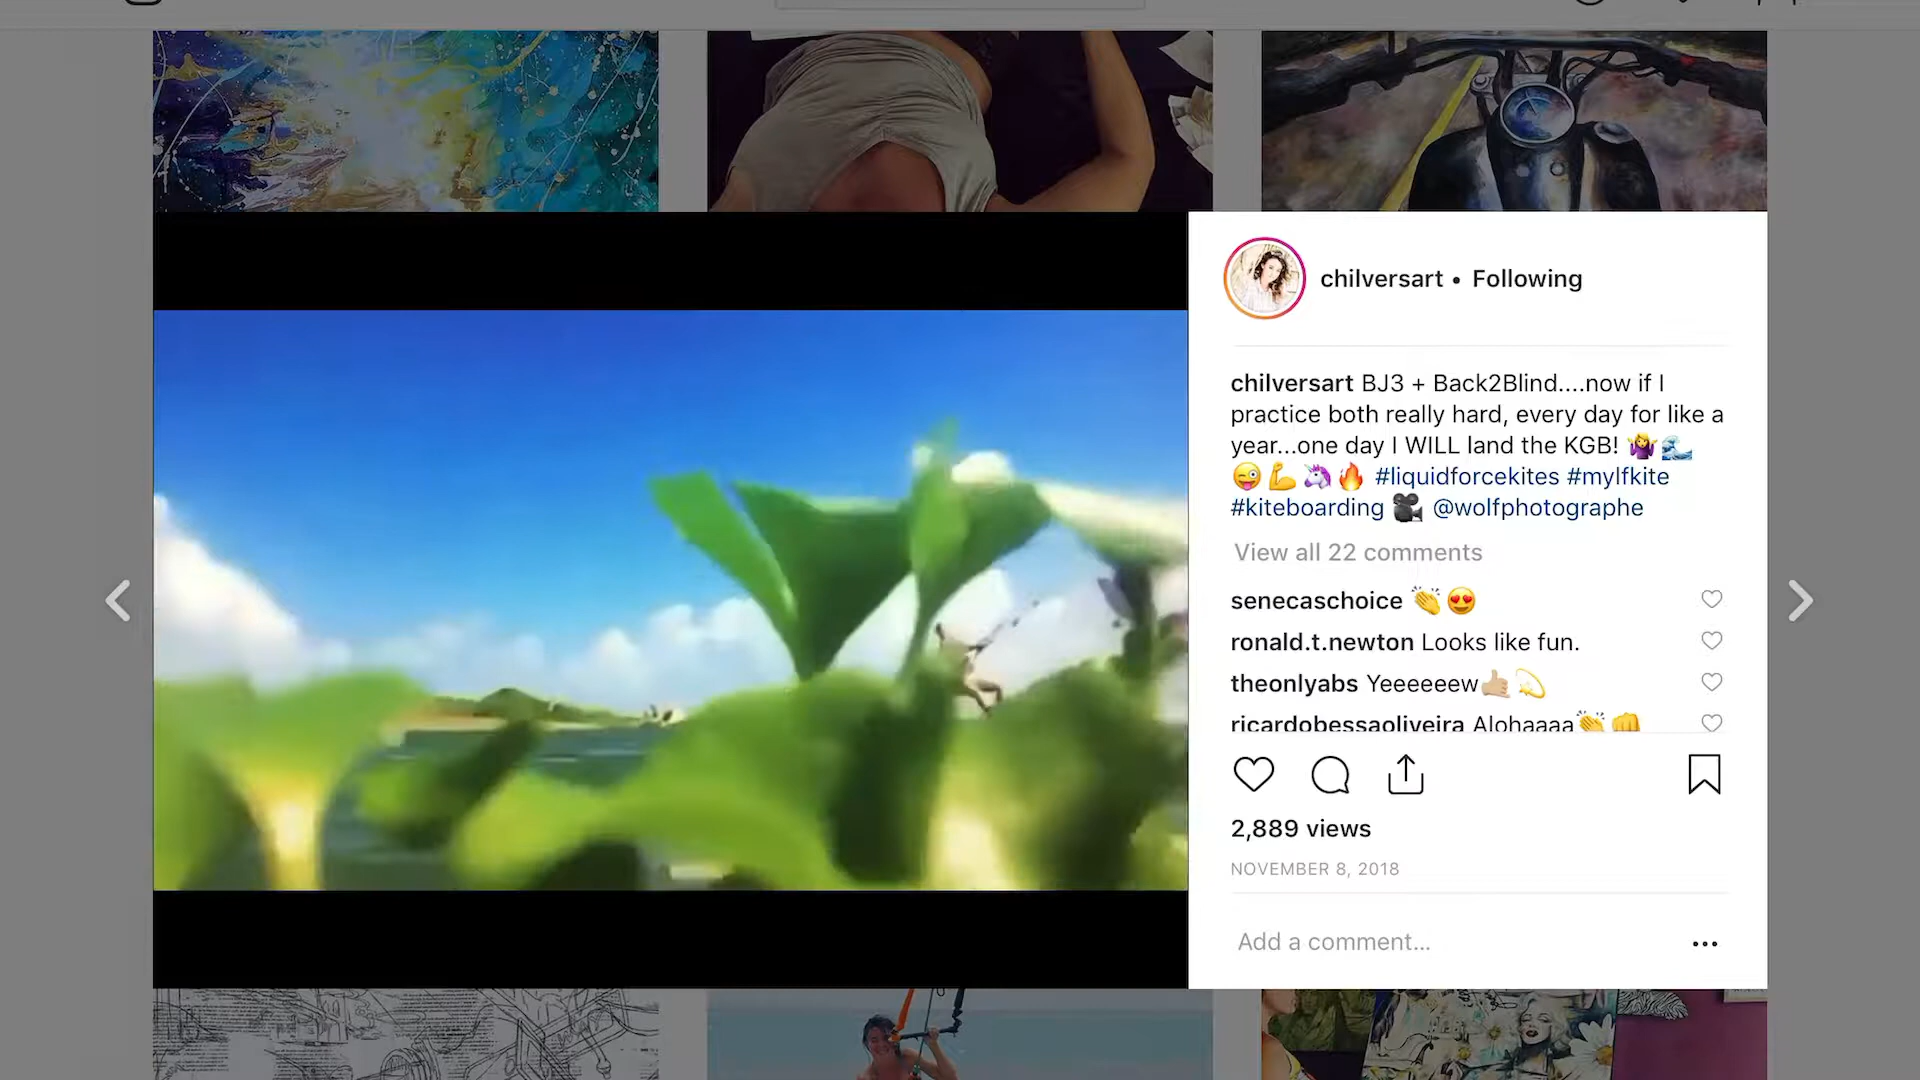 chilversart • Following
chilversart BJ3 + Back2Blind....now if I
practice both really hard, every day for like a
year...one day I WILL land the KGB! 🤷‍♀️🌊
😜💪🦄🔥 #liquidforcekites #mylfkite
#kiteboarding 🎥 @wolfphotographe
View all 22 comments
senecaschoice 👏😍
ronald.t.newton Looks like fun.
theonlyabs Yeeeeeew🤙🏼💫
ricardobessaoliveira Alohaaaa👏👊
2,889 views
NOVEMBER 8, 2018
Add a comment...